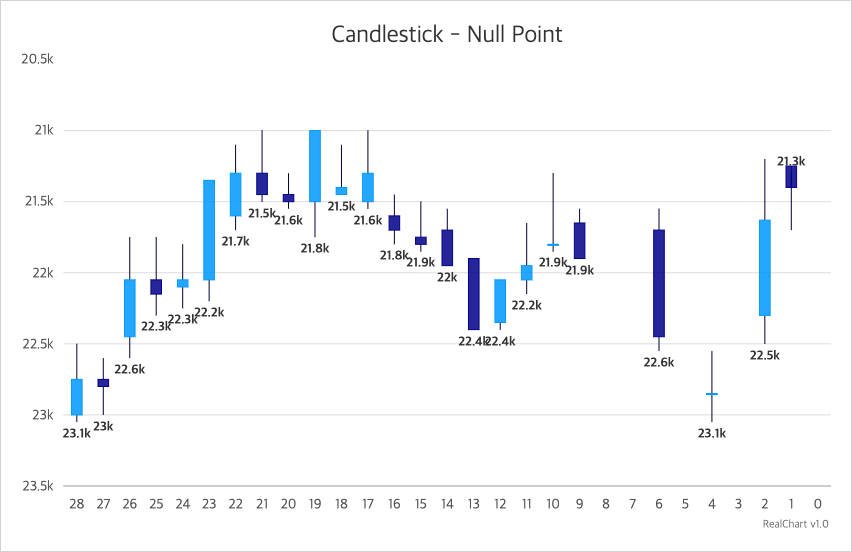 Candlestick - Null Point
20.5k
21k
21.5k
22k
22.5k
23k
23.5k
23.1k
23k
22.6k
22.3k
22.3k
22.2k
21.7k
21.5k
21.6k
21.8k
21.5k
21.6k
21.8k
21.9k
22k
22.4k
22.4k
22.2k
21.9k
21.9k
22.6k
23.1k
22.5k
21.3k
28 27 26 25 24 23 22 21 20 19 18 17 16 15 14 13 12 11 10 9 8 7 6 5 4 3 2 1 0
RealChart v1.0